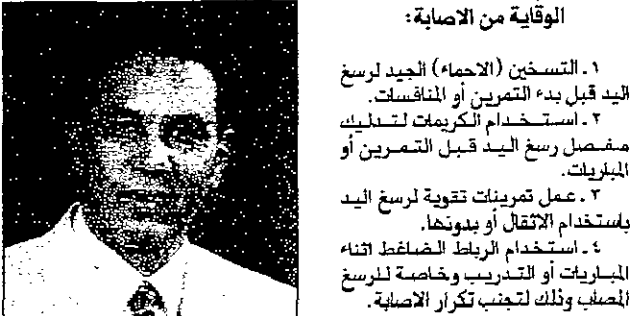 الوقاية من الاصابة:
١. التسخين (الاحماء) الجيد لرسغ
اليد قبل بدء التمرين أو المنافسات.
٢. استخدام الكريمات لتدليك
مفصل رسغ اليد قبل التمرين أو
المباريات.
٣. عمل تمرينات تقوية لرسغ اليد
باستخدام الاثقال أو بدونها.
٤. استخدام الرباط الضاغط اثناء
المباريات أو التدريب وخاصة للرسغ
المصاب وذلك لتجنب تكرار الاصابة.